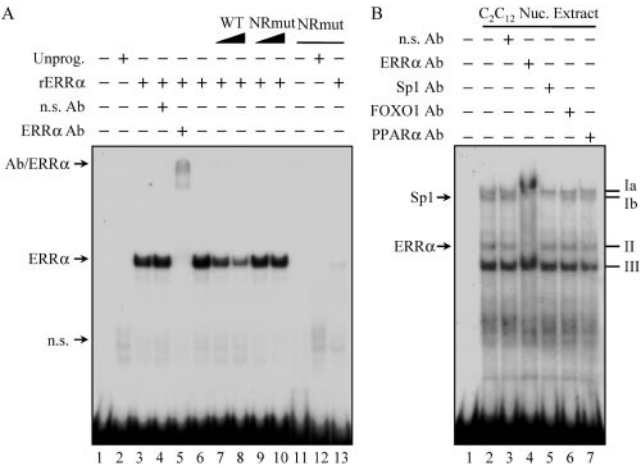 A
WT NRmut NRmut
Unprog. – + – – – – – – – – – + –
rERRα – – + + + + + + + + – – +
n.s. Ab – – – + – – – – – – – – –
ERRα Ab – – – – + – – – – – – – –
Ab/ERRα
ERRα
n.s.
1 2 3 4 5 6 7 8 9 10 11 12 13
B
C₂C₁₂ Nuc. Extract
n.s. Ab – – + – – – –
ERRα Ab – – – + – – –
Sp1 Ab – – – – + – –
FOXO1 Ab – – – – – + –
PPARα Ab – – – – – – +
Sp1
ERRα
Ia
Ib
II
III
1 2 3 4 5 6 7